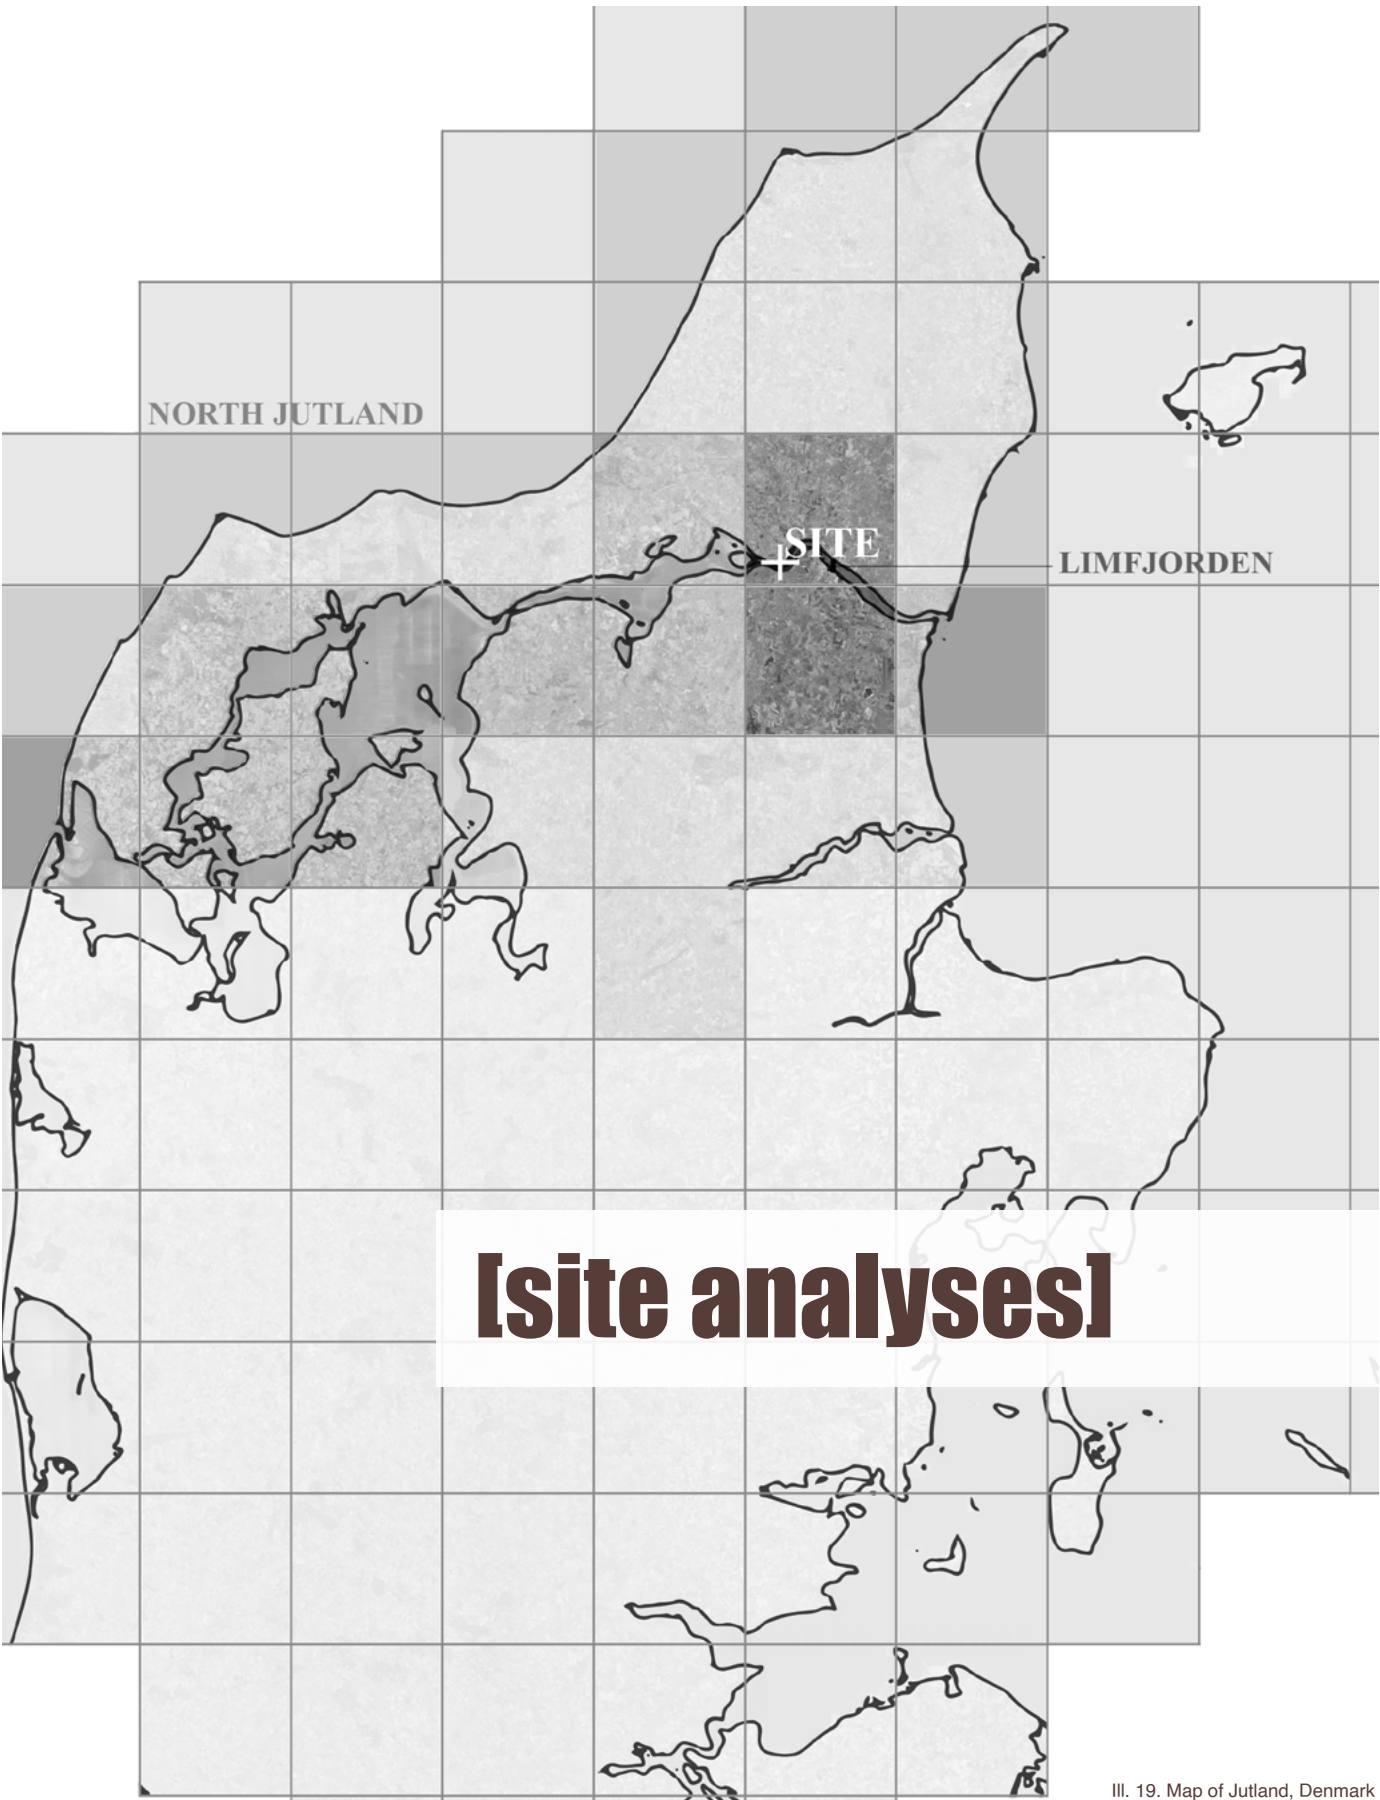 NORTH JUTLAND
SITE
LIMFJORDEN
[site analyses]
Ill. 19. Map of Jutland, Denmark